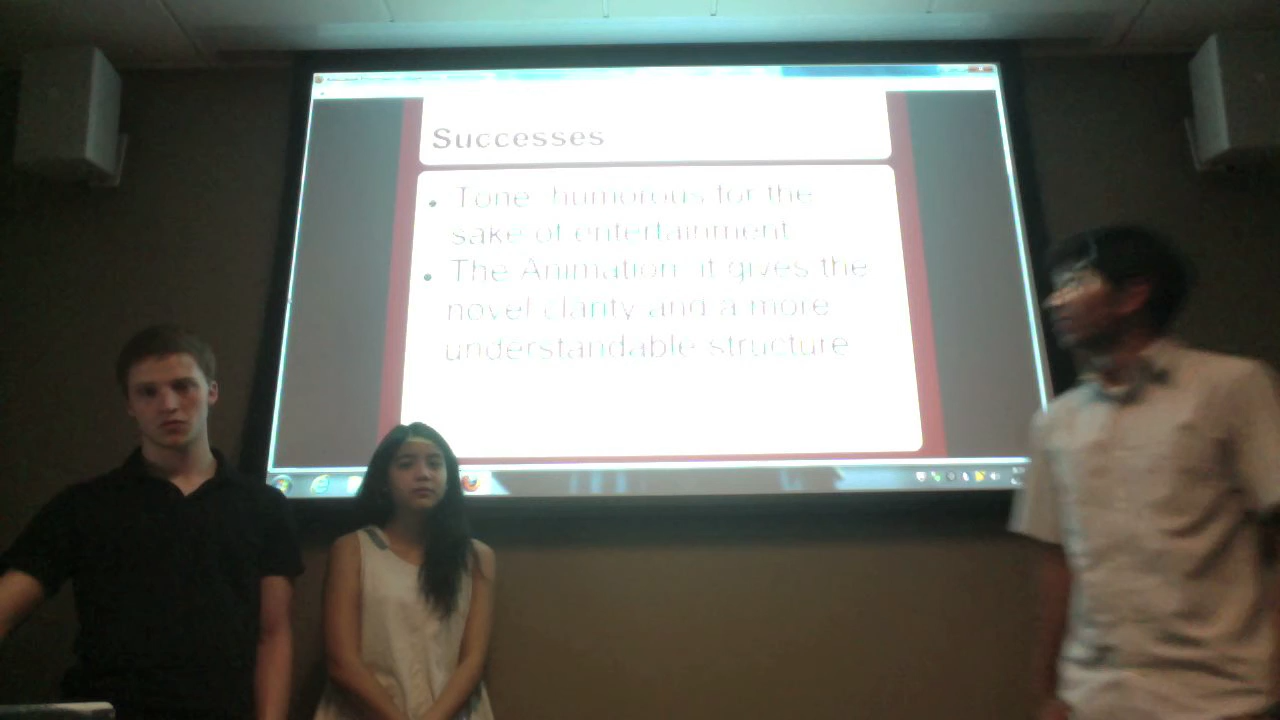 Successes
• Tone: humorous for the
sake of entertainment
• The Animation: it gives the
novel clarity and a more
understandable structure